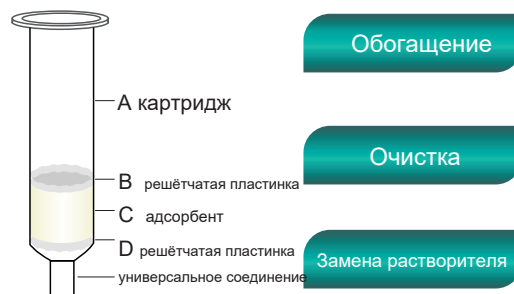 Обогащение
A картридж
Очистка
B решётчатая пластинка
C адсорбент
D решётчатая пластинка
универсальное соединение
Замена растворителя